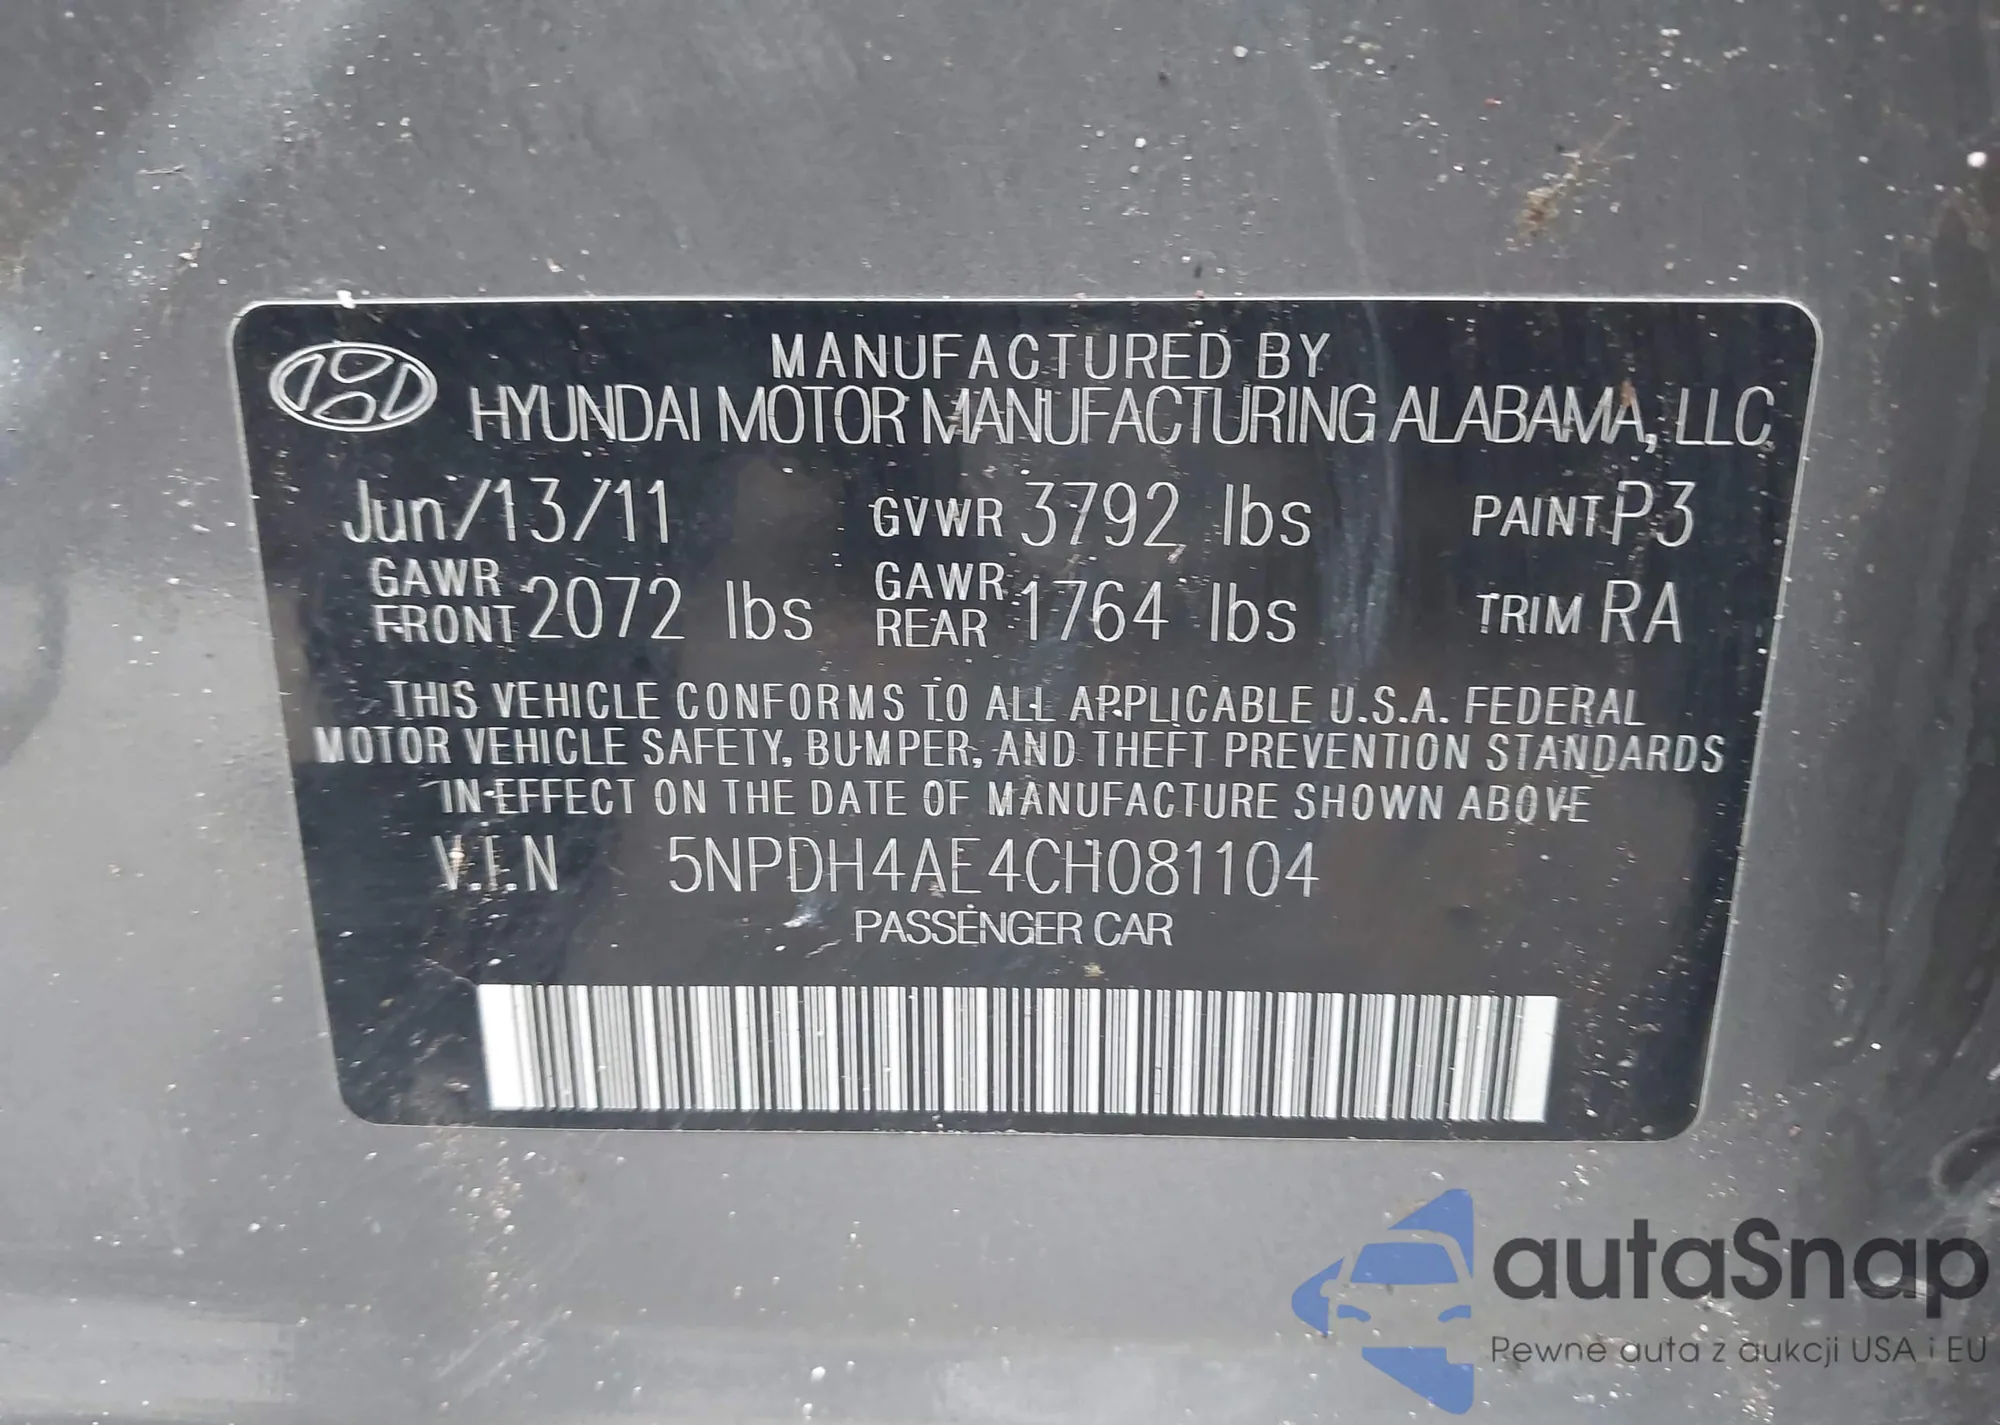 MANUFACTURED BY
HYUNDAI MOTOR MANUFACTURING ALABAMA, LLC
Jun/13/11 GVWR 3792 lbs PAINT P3
GAWR FRONT 2072 lbs GAWR REAR 1764 lbs TRIM RA
THIS VEHICLE CONFORMS TO ALL APPLICABLE U.S.A. FEDERAL
MOTOR VEHICLE SAFETY, BUMPER, AND THEFT PREVENTION STANDARDS
IN EFFECT ON THE DATE OF MANUFACTURE SHOWN ABOVE
V.I.N 5NPDH4AE4CH081104
PASSENGER CAR
autaSnap
Pewne auta z aukcji USA i EU